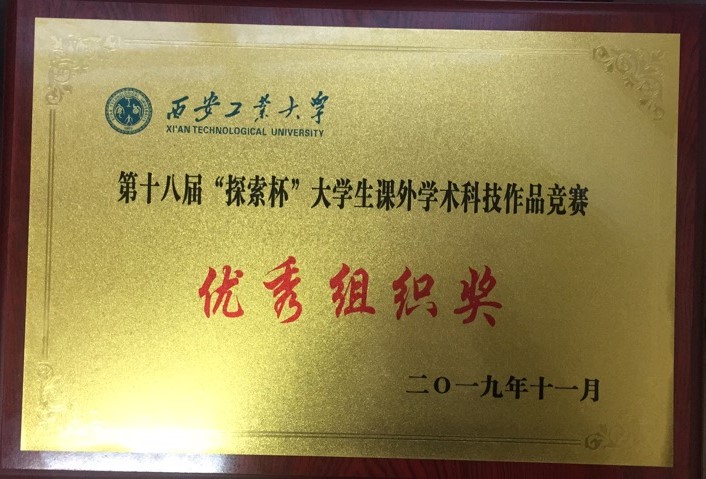 西安工业大学
XI'AN TECHNOLOGICAL UNIVERSITY
第十八届“探索杯”大学生课外学术科技作品竞赛
优秀组织奖
二〇一九年十一月